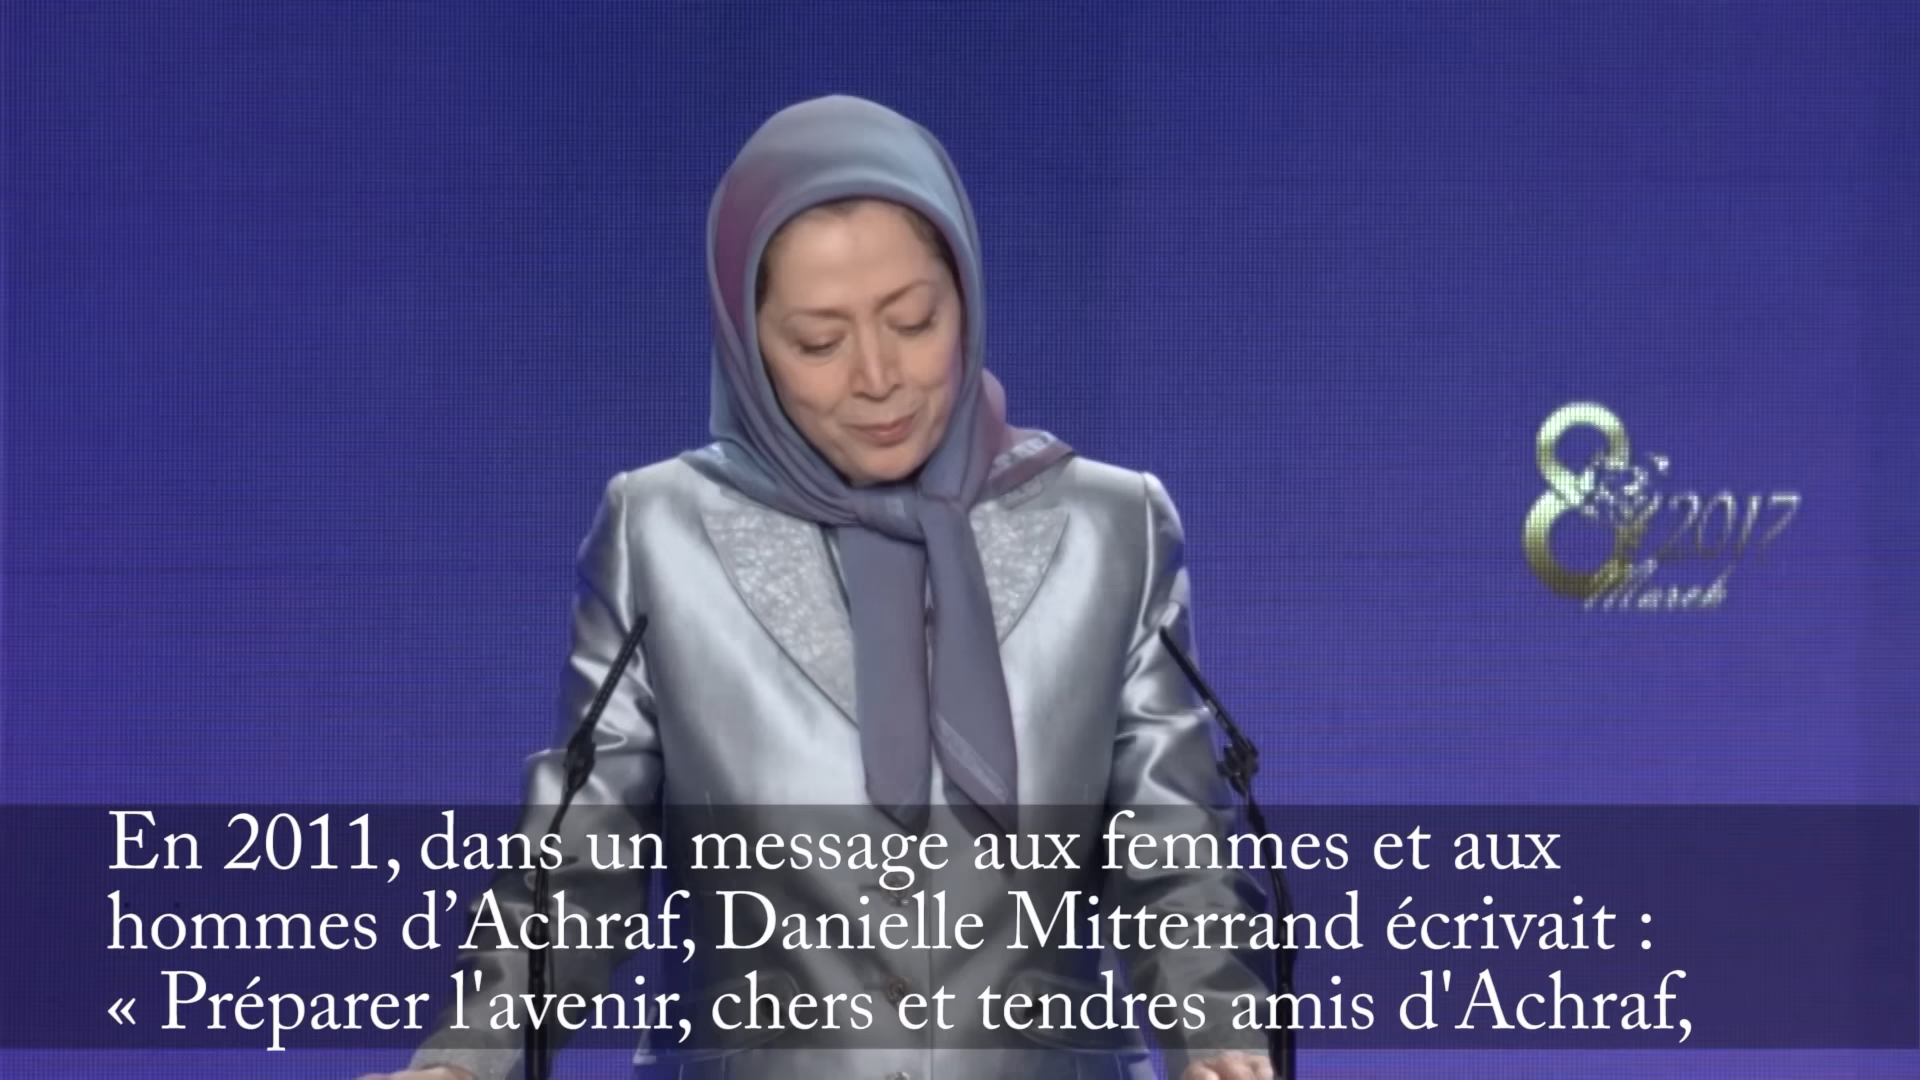 8
2017
March
En 2011, dans un message aux femmes et aux
hommes d’Achraf, Danielle Mitterrand écrivait :
« Préparer l'avenir, chers et tendres amis d'Achraf,